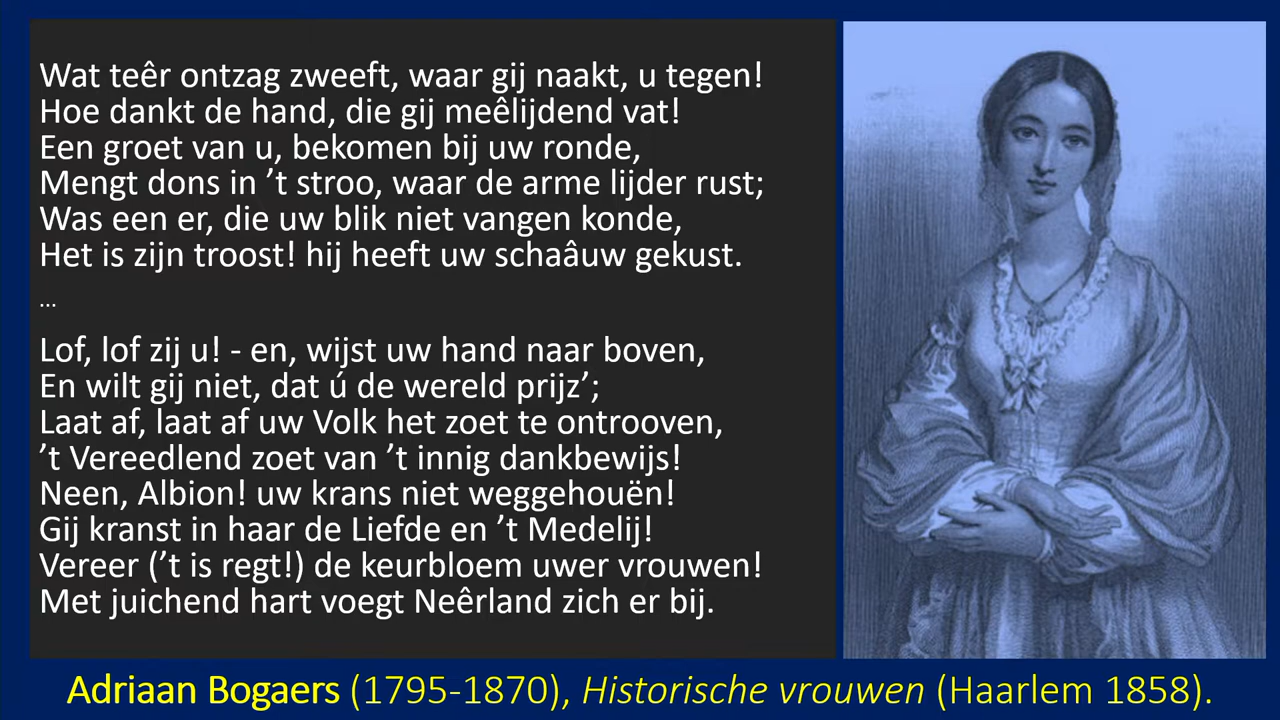 Wat teêr ontzag zweeft, waar gij naakt, u tegen!
Hoe dankt de hand, die gij meêlijdend vat!
Een groet van u, bekomen bij uw ronde,
Mengt dons in ’t stroo, waar de arme lijder rust;
Was een er, die uw blik niet vangen konde,
Het is zijn troost! hij heeft uw schaâuw gekust.
...
Lof, lof zij u! - en, wijst uw hand naar boven,
En wilt gij niet, dat ú de wereld prijz’;
Laat af, laat af uw Volk het zoet te ontrooven,
’t Vereedlend zoet van ’t innig dankbewijs!
Neen, Albion! uw krans niet weggehouën!
Gij kranst in haar de Liefde en ’t Medelij!
Vereer (’t is regt!) de keurbloem uwer vrouwen!
Met juichend hart voegt Neêrland zich er bij.
Adriaan Bogaers (1795-1870), Historische vrouwen (Haarlem 1858).